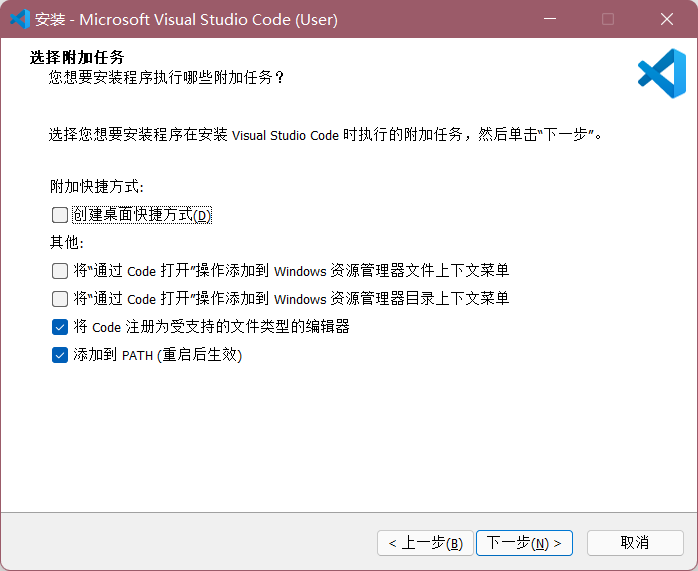 安装 - Microsoft Visual Studio Code (User)
选择附加任务
您想要安装程序执行哪些附加任务？
选择您想要安装程序在安装 Visual Studio Code 时执行的附加任务，然后单击“下一步”。
附加快捷方式:
创建桌面快捷方式(D)
其他:
将“通过 Code 打开”操作添加到 Windows 资源管理器文件上下文菜单
将“通过 Code 打开”操作添加到 Windows 资源管理器目录上下文菜单
将 Code 注册为受支持的文件类型的编辑器
添加到 PATH (重启后生效)
< 上一步(B) 下一步(N) > 取消